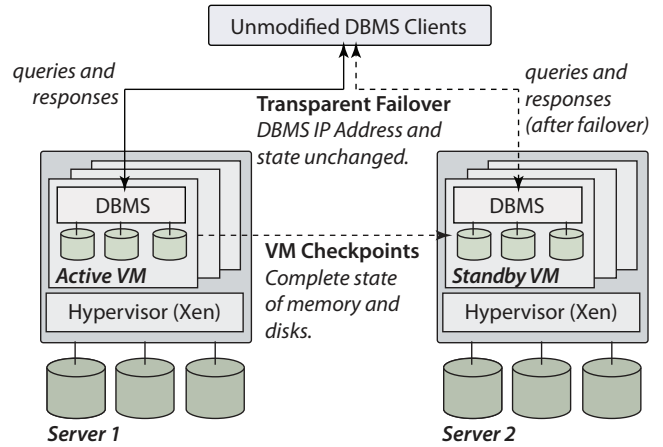 Unmodified DBMS Clients
queries and
responses
Transparent Failover
DBMS IP Address and
state unchanged.
queries and
responses
(after failover)
DBMS
Active VM
Hypervisor (Xen)
Server 1
VM Checkpoints
Complete state
of memory and
disks.
DBMS
Standby VM
Hypervisor (Xen)
Server 2